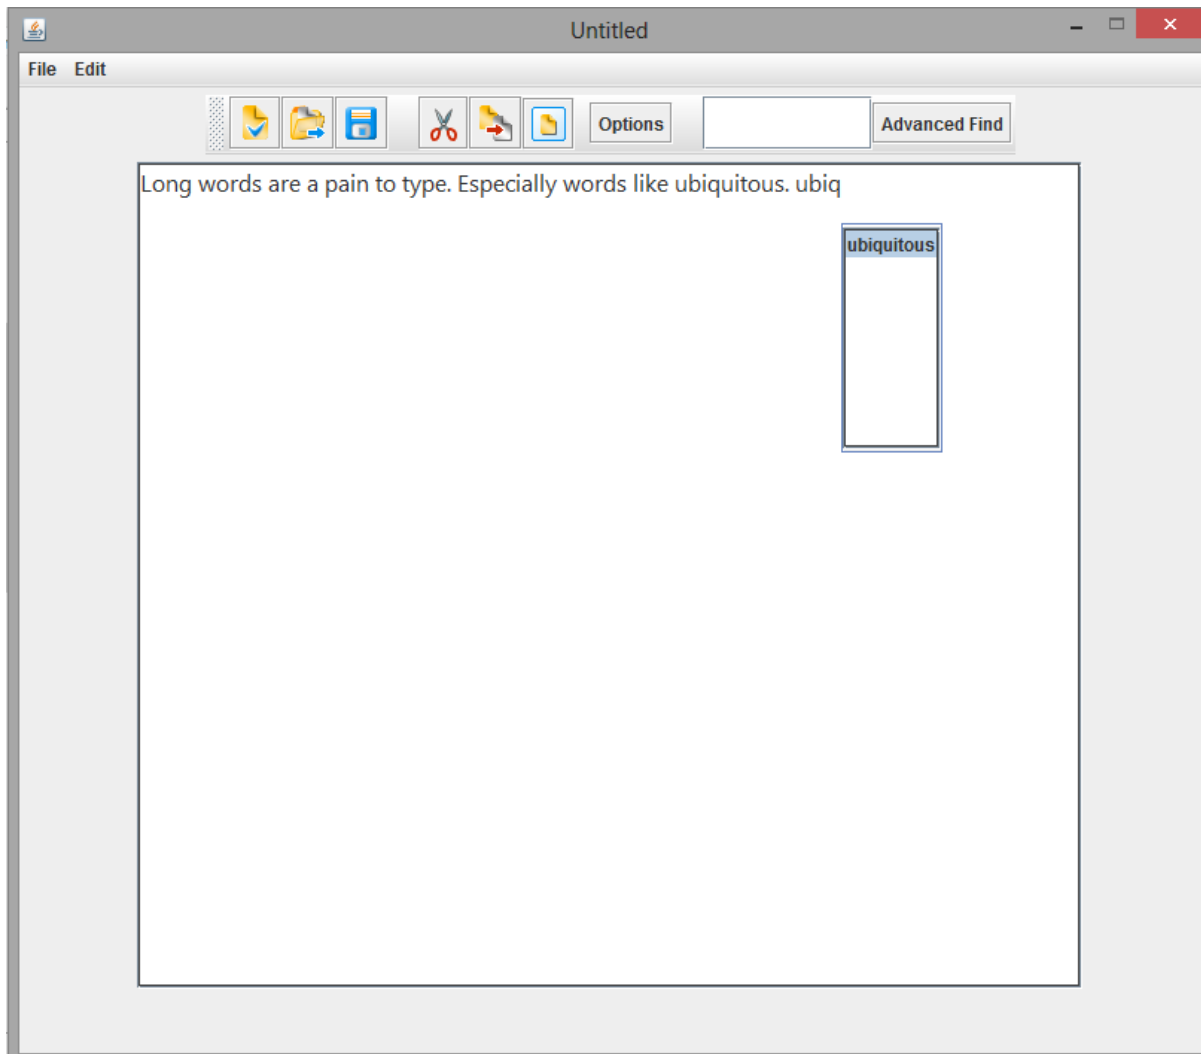 Untitled
File Edit
Options Advanced Find
Long words are a pain to type. Especially words like ubiquitous. ubiq
ubiquitous